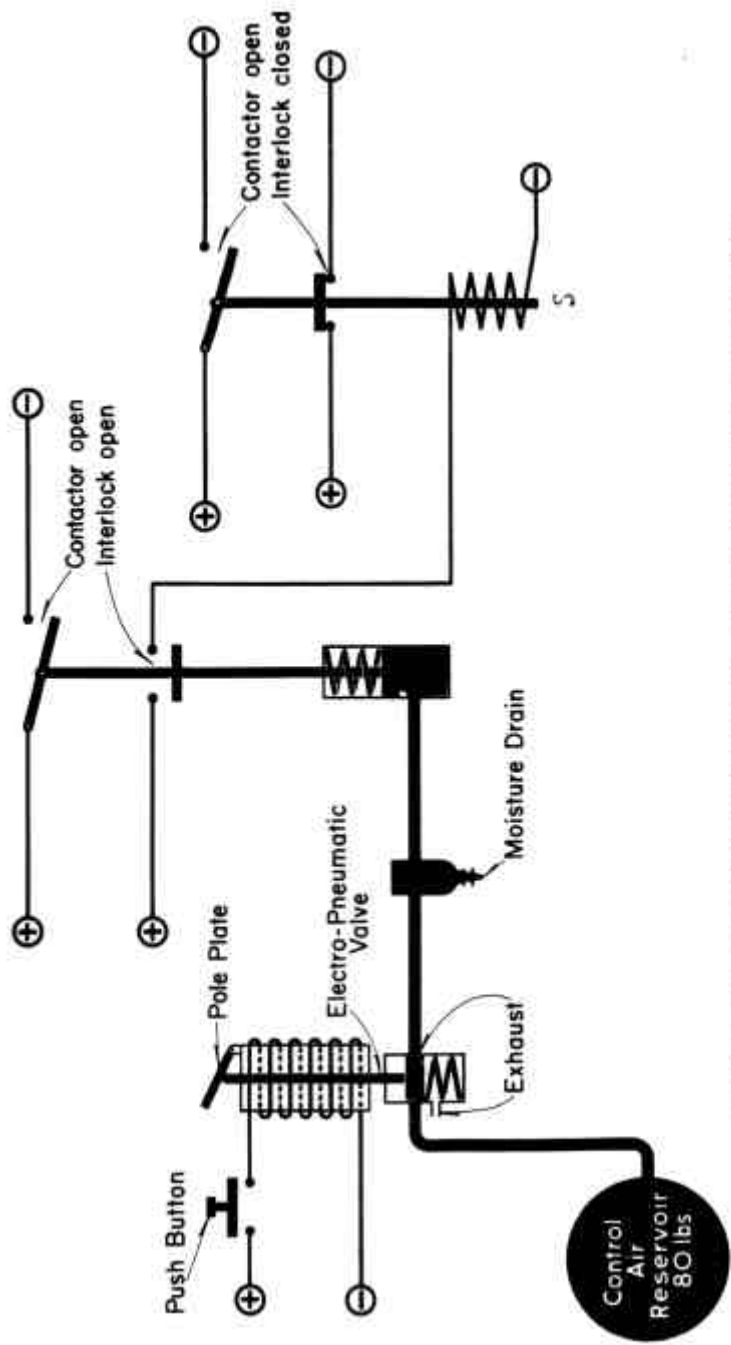 Push Button
Pole Plate
Electro-Pneumatic
Valve
Exhaust
Moisture Drain
Control
Air
Reservoir
80 lbs.
Contactor open
Interlock open
Contactor open
Interlock closed
S
+
−
+
+
−
+
+
−
−
−